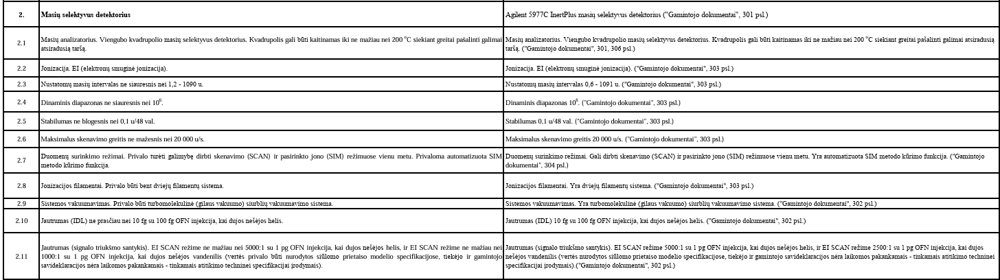 2. Masių selektyvus detektorius Agilent 5977C InertPlus masių selektyvus detektorius ("Gamintojo dokumentai", 301 psl.)
2.1 Masių analizatorius. Viengubo kvadrupolio masių selektyvus detektorius. Kvadrupolis gali būti kaitinamas iki ne mažiau nei 200 °C siekiant greitai pašalinti galimai
atsiradusią taršą.
Masių analizatorius. Viengubo kvadrupolio masių selektyvus detektorius. Kvadrupolis gali būti kaitinamas iki ne mažiau nei 200 °C siekiant greitai pašalinti galimai atsiradusią
taršą. ("Gamintojo dokumentai", 301, 306 psl.)
2.2 Jonizacija. EI (elektronų smuginė jonizacija). Jonizacija. EI (elektronų smuginė jonizacija). ("Gamintojo dokumentai", 303 psl.)
2.3 Nustatomų masių intervalas ne siauresnis nei 1,2 - 1090 u. Nustatomų masių intervalas 0,6 - 1091 u. ("Gamintojo dokumentai", 303 psl.)
2.4 Dinaminis diapazonas ne siauresnis nei 10⁶. Dinaminis diapazonas 10⁶. ("Gamintojo dokumentai", 303 psl.)
2.5 Stabilumas ne blogesnis nei 0,1 u/48 val. Stabilumas 0,1 u/48 val. ("Gamintojo dokumentai", 303 psl.)
2.6 Maksimalus skenavimo greitis ne mažesnis nei 20 000 u/s. Maksimalus skenavimo greitis 20 000 u/s. ("Gamintojo dokumentai", 303 psl.)
2.7 Duomenų surinkimo režimai. Privalo turėti galimybę dirbti skenavimo (SCAN) ir pasirinkto jono (SIM) režimuose vienu metu. Privaloma automatizuota SIM
metodo kūrimo funkcija.
Duomenų surinkimo režimai. Gali dirbti skenavimo (SCAN) ir pasirinkto jono (SIM) režimuose vienu metu. Yra automatizuota SIM metodo kūrimo funkcija. ("Gamintojo
dokumentai", 304 psl.)
2.8 Jonizacijos filamentai. Privalo būti bent dviejų filamentų sistema. Jonizacijos filamentai. Yra dviejų filamentų sistema. ("Gamintojo dokumentai", 303 psl.)
2.9 Sistemos vakuumavimas. Privalo būti turbomolekulinė (gilaus vakuumo) siurblių vakuumavimo sistema. Sistemos vakuumavimas. Yra turbomolekulinė (gilaus vakuumo) siurblių vakuumavimo sistema. ("Gamintojo dokumentai", 302 psl.)
2.10 Jautrumas (IDL) ne prasčiau nei 10 fg su 100 fg OFN injekcija, kai dujos nešėjos helis. Jautrumas (IDL) 10 fg su 100 fg OFN injekcija, kai dujos nešėjos helis. ("Gamintojo dokumentai", 302 psl.)
2.11 Jautrumas (signalo triukšmo santykis). EI SCAN režime ne mažiau nei 5000:1 su 1 pg OFN injekcija, kai dujos nešėjos helis, ir EI SCAN režime ne mažiau nei
1000:1 su 1 pg OFN injekcija, kai dujos nešėjos vandenilis (vertės privalo būti nurodytos siūlomo prietaiso modelio specifikacijose, tiekėjo ir gamintojo
savideklaracijos nėra laikomos pakankamais - tinkamais atitikimo techninei specifikacijai įrodymais).
Jautrumas (signalo triukšmo santykis). EI SCAN režime 5000:1 su 1 pg OFN injekcija, kai dujos nešėjos helis, ir EI SCAN režime 2500:1 su 1 pg OFN injekcija, kai dujos
nešėjos vandenilis (vertės nurodytos siūlomo prietaiso modelio specifikacijose, tiekėjo ir gamintojo savideklaracijos nėra laikomos pakankamais - tinkamais atitikimo techninei
specifikacijai įrodymais).("Gamintojo dokumentai", 302 psl.)